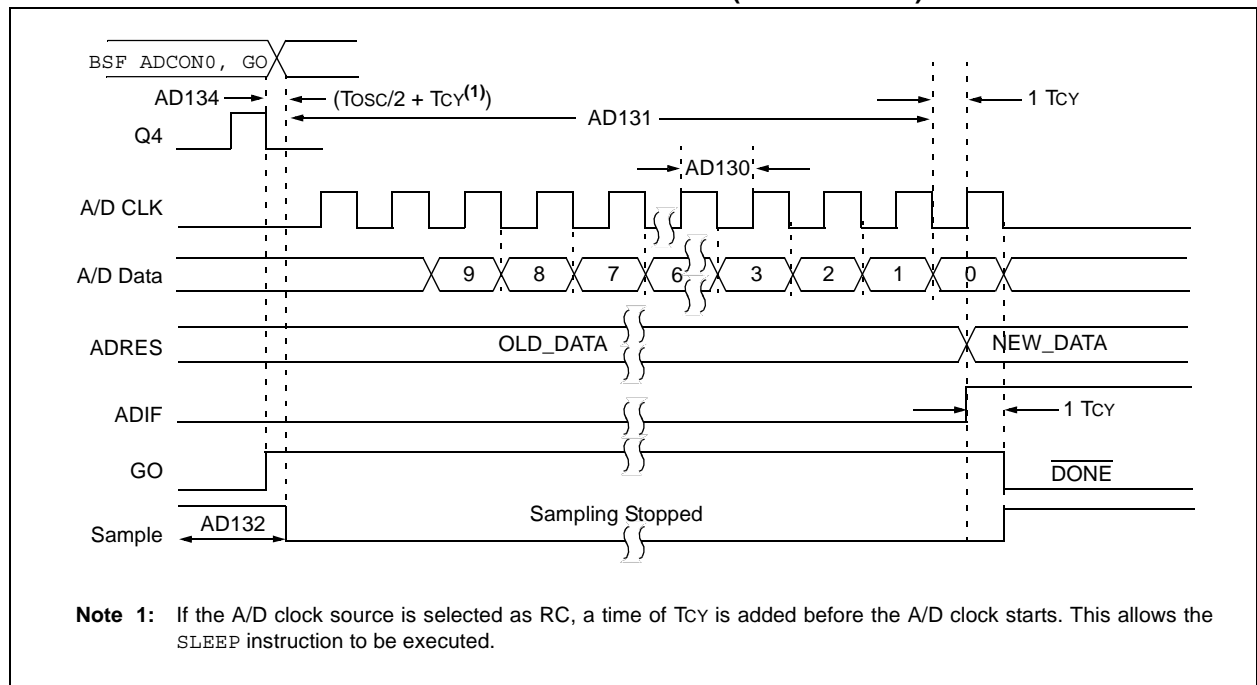 BSF ADCON0, GO
AD134 (TOSC/2 + TCY(1)) 1 TCY
AD131
Q4
AD130
A/D CLK
A/D Data 9 8 7 6 3 2 1 0
ADRES OLD_DATA NEW_DATA
ADIF 1 TCY
GO DONE
Sample AD132 Sampling Stopped
Note 1: If the A/D clock source is selected as RC, a time of TCY is added before the A/D clock starts. This allows the
SLEEP instruction to be executed.